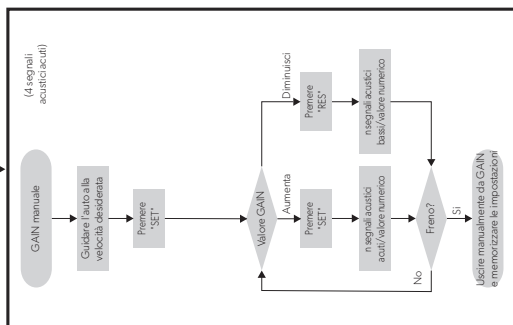 (4 segnali
acustici acuti)
GAIN manuale
Guidare l'auto alla
velocità desiderata
Premere
"SET"
Valore GAIN
Diminuisci
Premere
"RES"
n segnali acustici
bassi/valore numerico
Aumenta
Premere
"SET"
n segnali acustici
acuti/valore numerico
Freno?
No
Si
Uscire manualmente da GAIN
e memorizzare le impostazioni